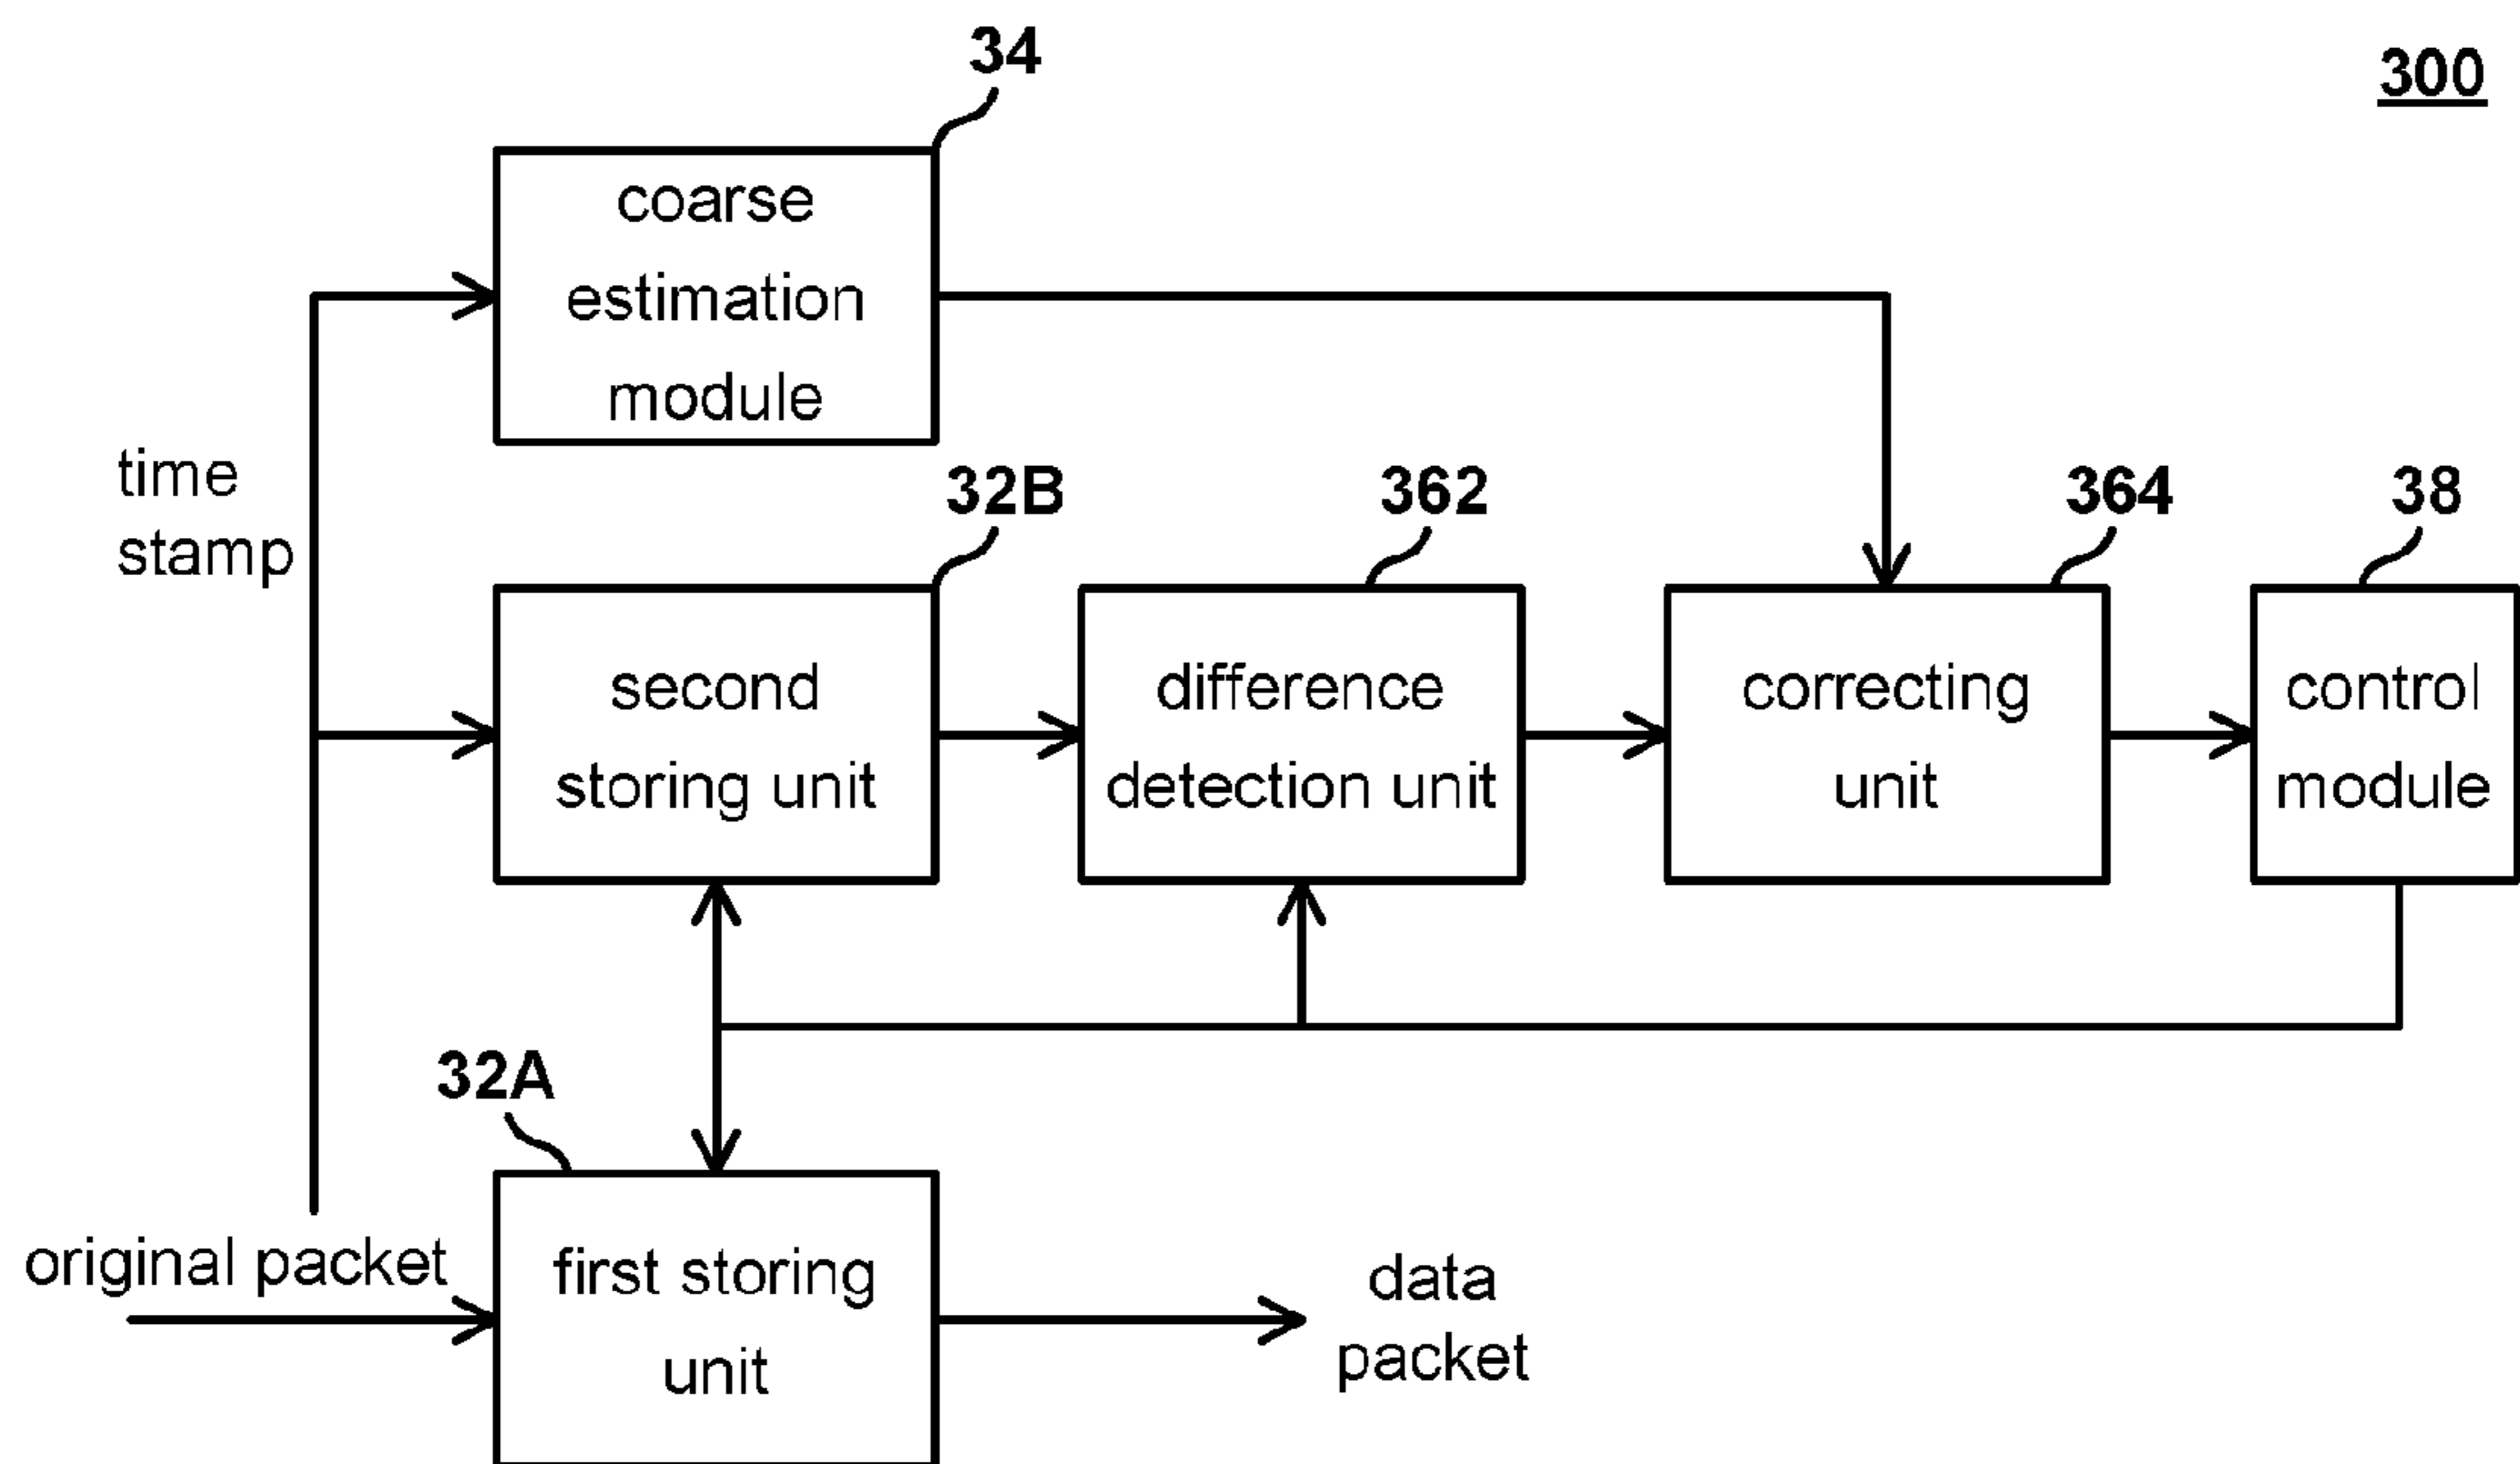 34
300
coarse
estimation
module
time
stamp
32B
362
364
38
second
storing unit
difference
detection unit
correcting
unit
control
module
32A
original packet
first storing
unit
data
packet